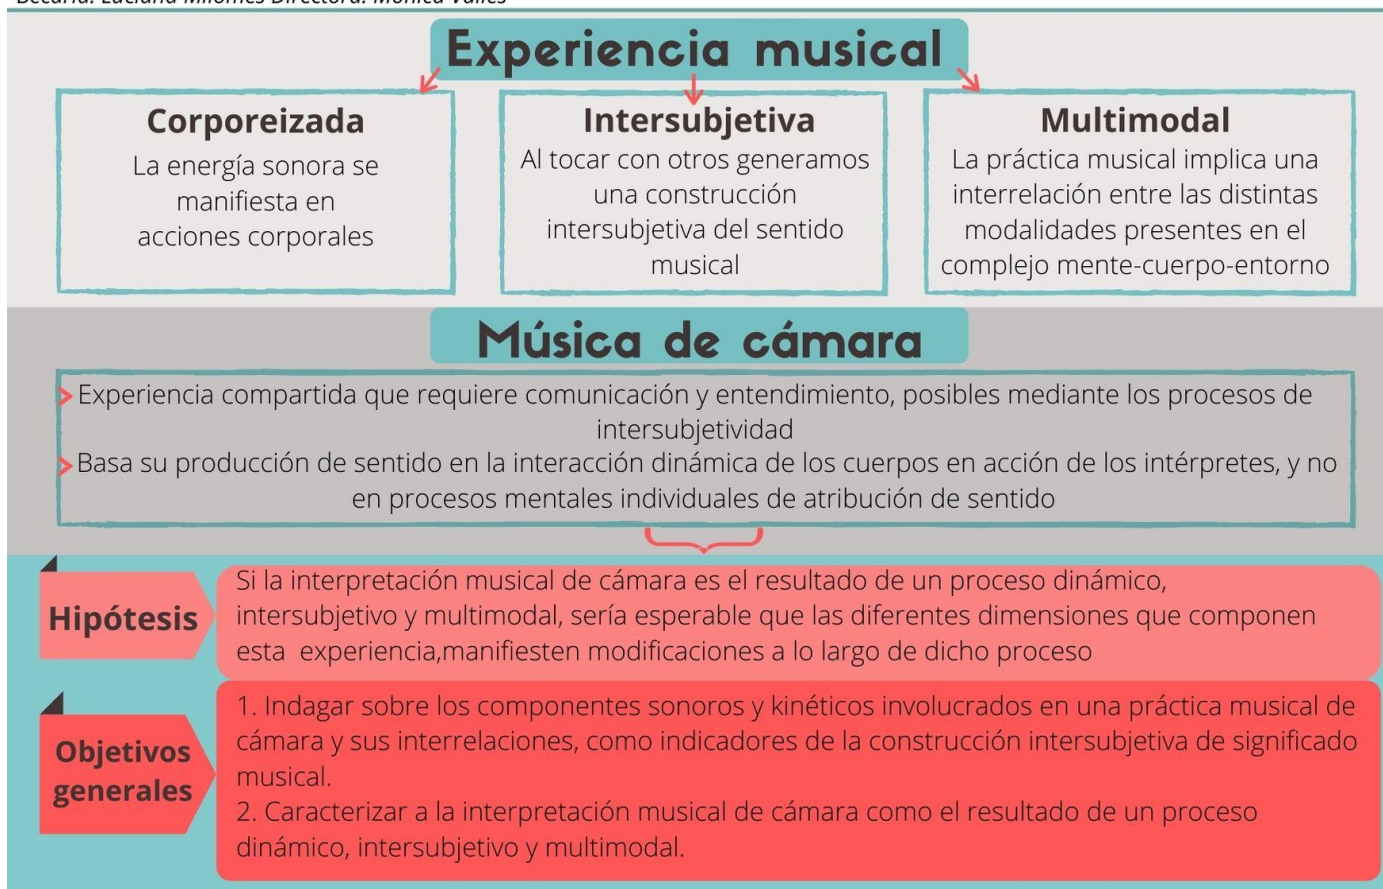 Becaria: Luciana Milomes Directora: Mónica Valles
Experiencia musical
Corporeizada
La energía sonora se
manifiesta en
acciones corporales
Intersubjetiva
Al tocar con otros generamos
una construcción
intersubjetiva del sentido
musical
Multimodal
La práctica musical implica una
interrelación entre las distintas
modalidades presentes en el
complejo mente-cuerpo-entorno
Música de cámara
Experiencia compartida que requiere comunicación y entendimiento, posibles mediante los procesos de
intersubjetividad
Basa su producción de sentido en la interacción dinámica de los cuerpos en acción de los intérpretes, y no
en procesos mentales individuales de atribución de sentido
Hipótesis
Si la interpretación musical de cámara es el resultado de un proceso dinámico,
intersubjetivo y multimodal, sería esperable que las diferentes dimensiones que componen
esta  experiencia,manifiesten modificaciones a lo largo de dicho proceso
Objetivos
generales
1. Indagar sobre los componentes sonoros y kinéticos involucrados en una práctica musical de
cámara y sus interrelaciones, como indicadores de la construcción intersubjetiva de significado
musical.
2. Caracterizar a la interpretación musical de cámara como el resultado de un proceso
dinámico, intersubjetivo y multimodal.